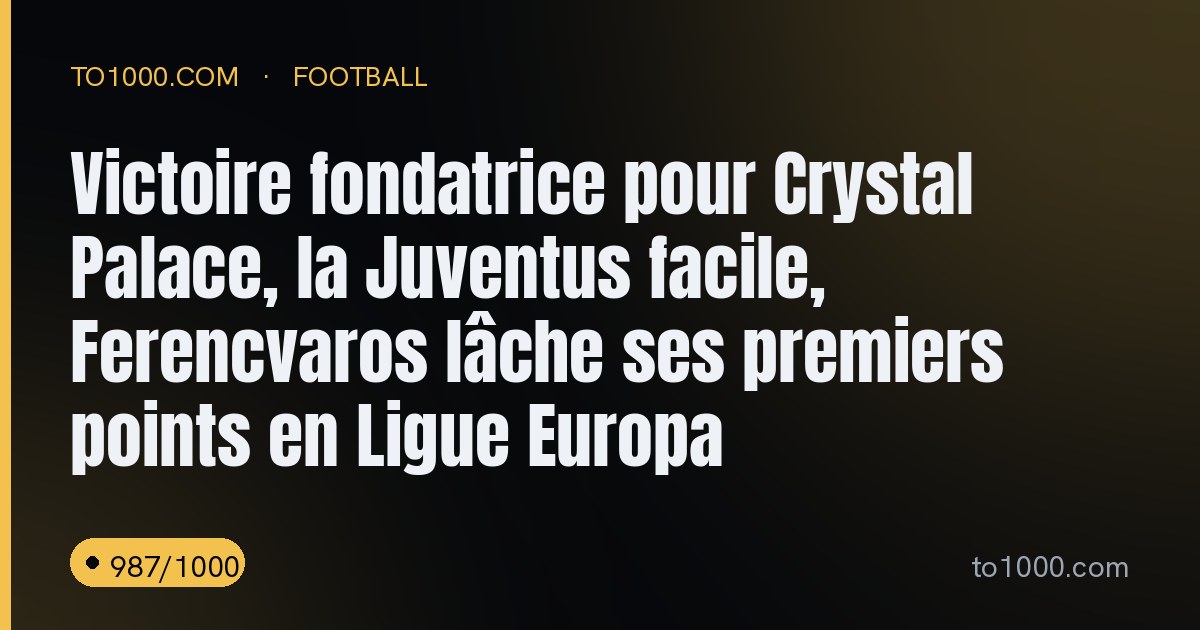 TO1000.COM · FOOTBALL
Victoire fondatrice pour Crystal
Palace, la Juventus facile,
Ferencvaros lâche ses premiers
points en Ligue Europa
987/1000
to1000.com